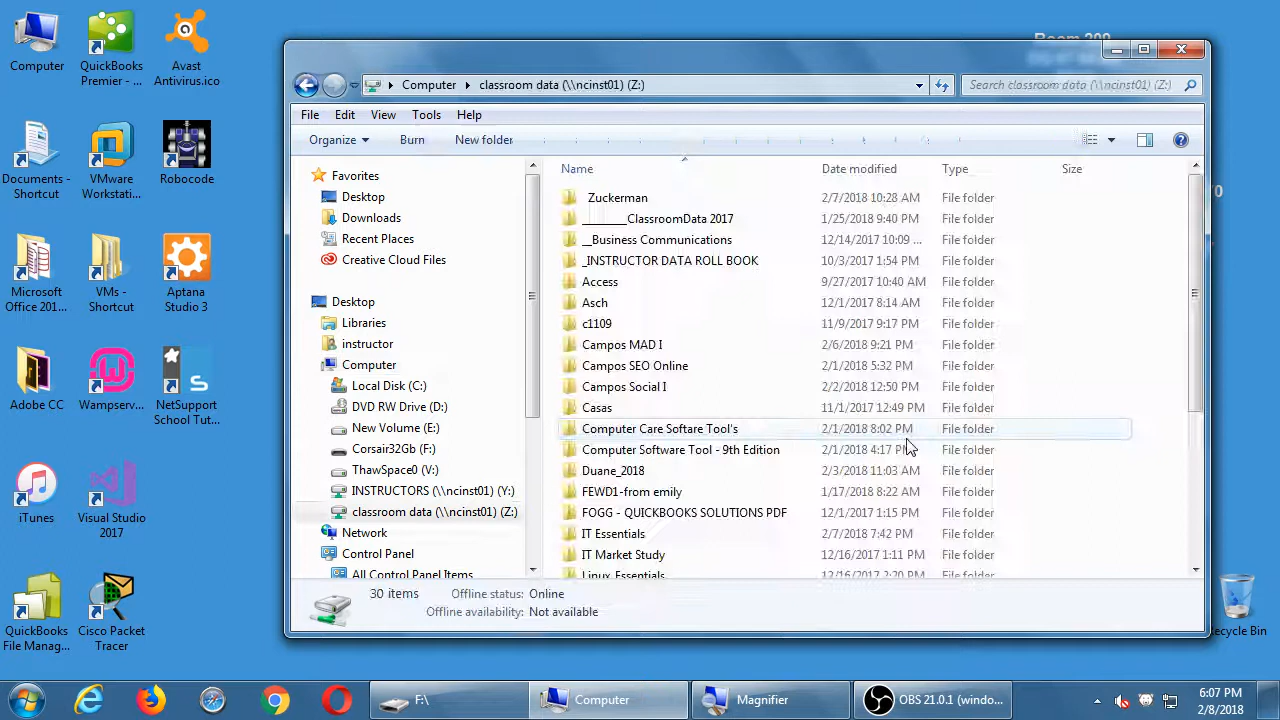 Computer
QuickBooks
Premier - ...
Avast
Antivirus.ico
Documents -
Shortcut
VMware
Workstati...
Robocode
Microsoft
Office 201...
VMs -
Shortcut
Aptana
Studio 3
Adobe CC
Wampserv...
NetSupport
School Tut...
iTunes
Visual Studio
2017
QuickBooks
File Manag...
Cisco Packet
Tracer
Room
Computer classroom data (\\ncinst01) (Z:)
Search classroom data (\\ncinst01) (Z:)
File Edit View Tools Help
Organize Burn New folder
Favorites
Desktop
Downloads
Recent Places
Creative Cloud Files
Desktop
Libraries
instructor
Computer
Local Disk (C:)
DVD RW Drive (D:)
New Volume (E:)
Corsair32Gb (F:)
ThawSpace0 (V:)
INSTRUCTORS (\\ncinst01) (Y:)
classroom data (\\ncinst01) (Z:)
Network
Control Panel
All Control Panel Items
Name Date modified Type Size
Zuckerman 2/7/2018 10:28 AM File folder
_______ClassroomData 2017 1/25/2018 9:40 PM File folder
__Business Communications 12/14/2017 10:09 ... File folder
_INSTRUCTOR DATA ROLL BOOK 10/3/2017 1:54 PM File folder
Access 9/27/2017 10:40 AM File folder
Asch 12/1/2017 8:14 AM File folder
c1109 11/9/2017 9:17 PM File folder
Campos MAD I 2/6/2018 9:21 PM File folder
Campos SEO Online 2/1/2018 5:32 PM File folder
Campos Social I 2/2/2018 12:50 PM File folder
Casas 11/1/2017 12:49 PM File folder
Computer Care Softare Tool's 2/1/2018 8:02 PM File folder
Computer Software Tool - 9th Edition 2/1/2018 4:17 PM File folder
Duane_2018 2/3/2018 11:03 AM File folder
FEWD1-from emily 1/17/2018 8:22 AM File folder
FOGG - QUICKBOOKS SOLUTIONS PDF 12/1/2017 1:15 PM File folder
IT Essentials 2/7/2018 7:42 PM File folder
IT Market Study 12/16/2017 1:11 PM File folder
Linux Essentials 12/16/2017 2:20 PM File folder
30 items Offline status: Online
Offline availability: Not available
Recycle Bin
F:\ Computer Magnifier OBS 21.0.1 (windo...
6:07 PM
2/8/2018